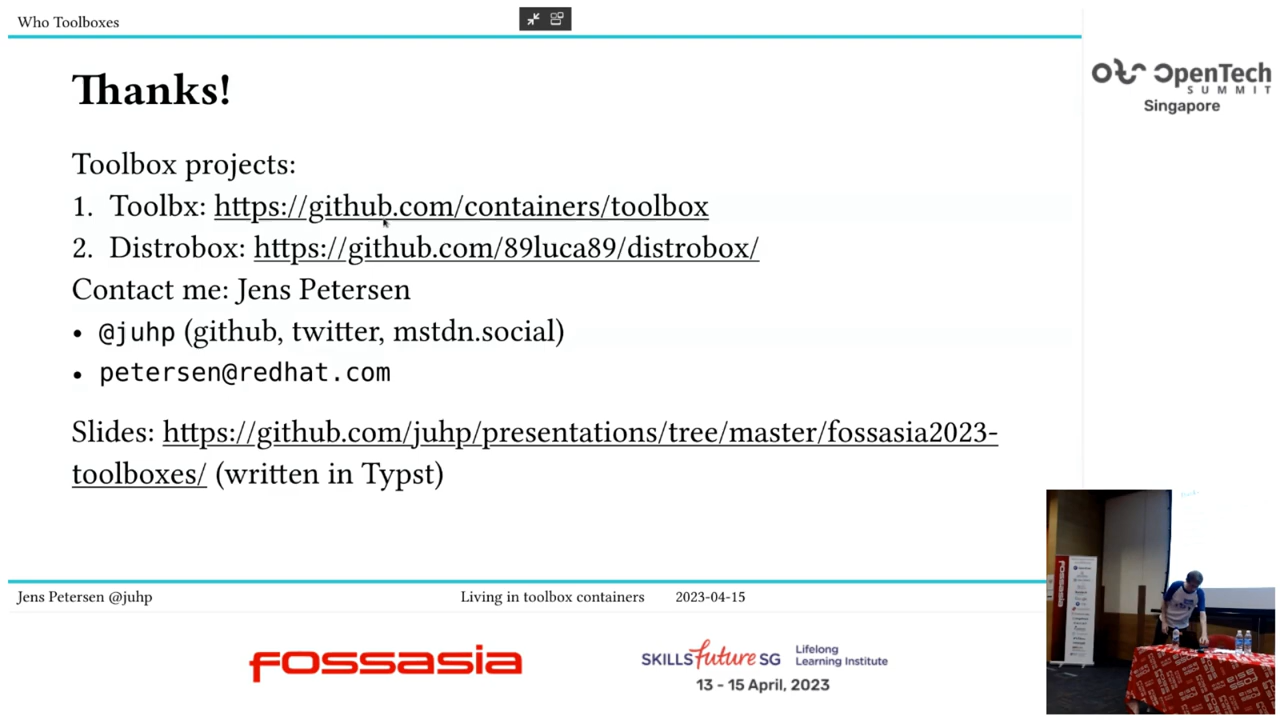 Who Toolboxes
Thanks!
Toolbox projects:
1. Toolbx: https://github.com/containers/toolbox
2. Distrobox: https://github.com/89luca89/distrobox/
Contact me: Jens Petersen
• @juhp (github, twitter, mstdn.social)
• petersen@redhat.com
Slides: https://github.com/juhp/presentations/tree/master/fossasia2023-
toolboxes/ (written in Typst)
Jens Petersen @juhp Living in toolbox containers 2023-04-15
OpenTech
SUMMIT
Singapore
fossasia
fossasia
SKILLSfuture SG Lifelong
Learning Institute
13 - 15 April, 2023